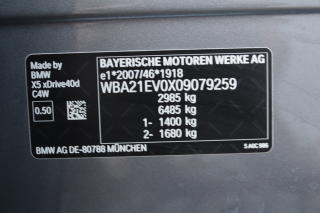 BAYERISCHE MOTOREN WERKE AG
e1*2007/46*1918
WBA21EV0X09079259
2985 kg
6485 kg
1- 1400 kg
2- 1680 kg
Made by
BMW
X5 xDrive40d
C4W
0.50
BMW AG DE-80788 MÜNCHEN